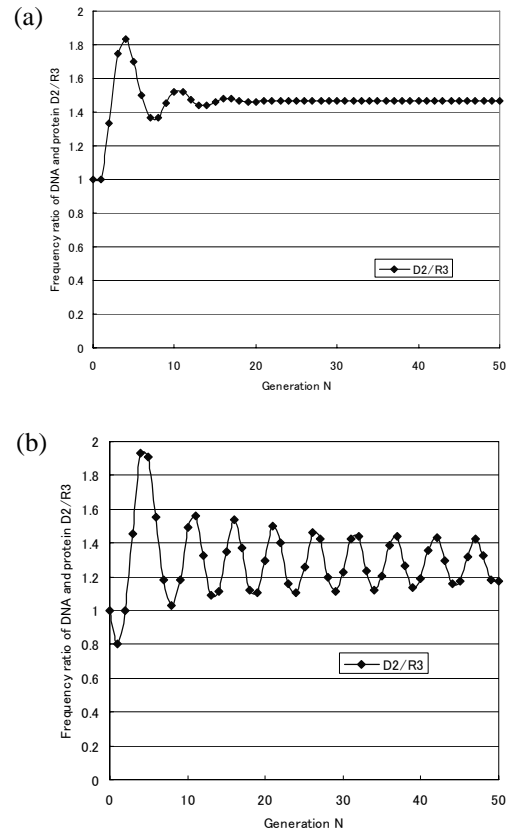 (a)
Frequency ratio of DNA and protein D2/R3
2
1.8
1.6
1.4
1.2
1
0.8
0.6
0.4
0.2
0
D2/R3
0 10 20 30 40 50
Generation N
(b)
Frequency ratio of DNA and protein D2/R3
2
1.8
1.6
1.4
1.2
1
0.8
0.6
0.4
0.2
0
D2/R3
0 10 20 30 40 50
Generation N